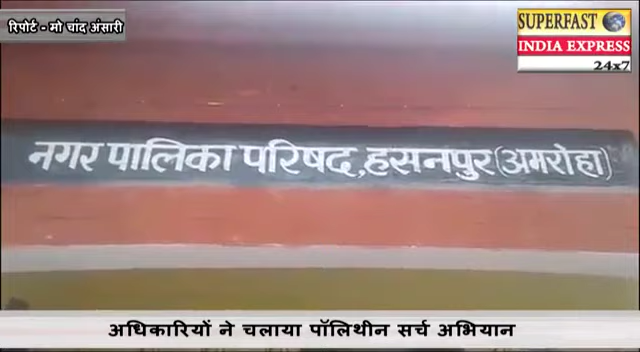 रिपोर्ट - मो चांद अंसारी
SUPERFAST
INDIA EXPRESS
24x7
नगर पालिका परिषद,हसनपुर(अमरोहा)
अधिकारियों ने चलाया पॉलिथीन सर्च अभियान